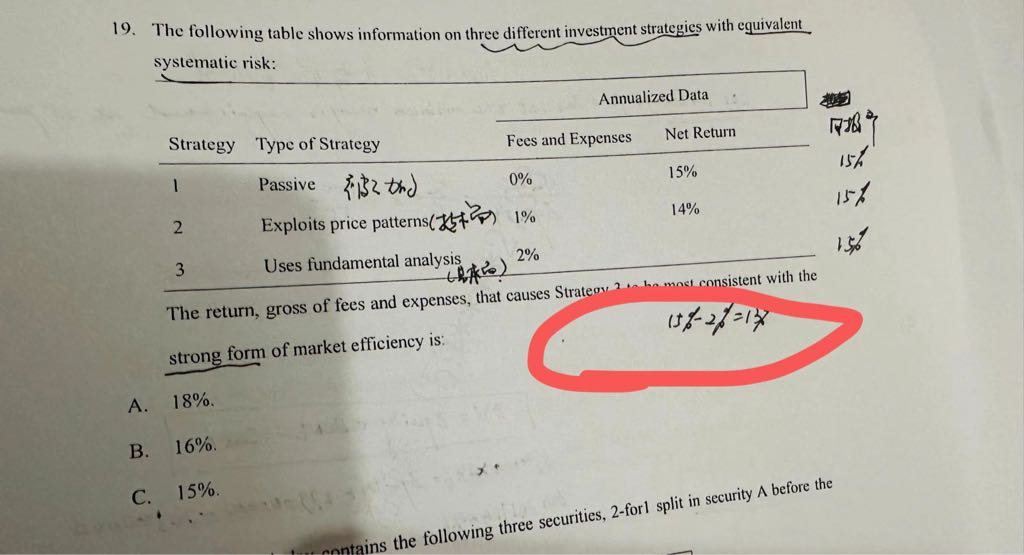 19. The following table shows information on three different investment strategies with equivalent
systematic risk:
Annualized Data
Strategy Type of Strategy Fees and Expenses Net Return
1 Passive 0% 15% 15%
2 Exploits price patterns 1% 14% 15%
3 Uses fundamental analysis 2% 15%
The return, gross of fees and expenses, that causes Strategy 3 to be most consistent with the
15%-2%=13%
strong form of market efficiency is:
A. 18%.
B. 16%.
C. 15%.
contains the following three securities, 2-for1 split in security A before the